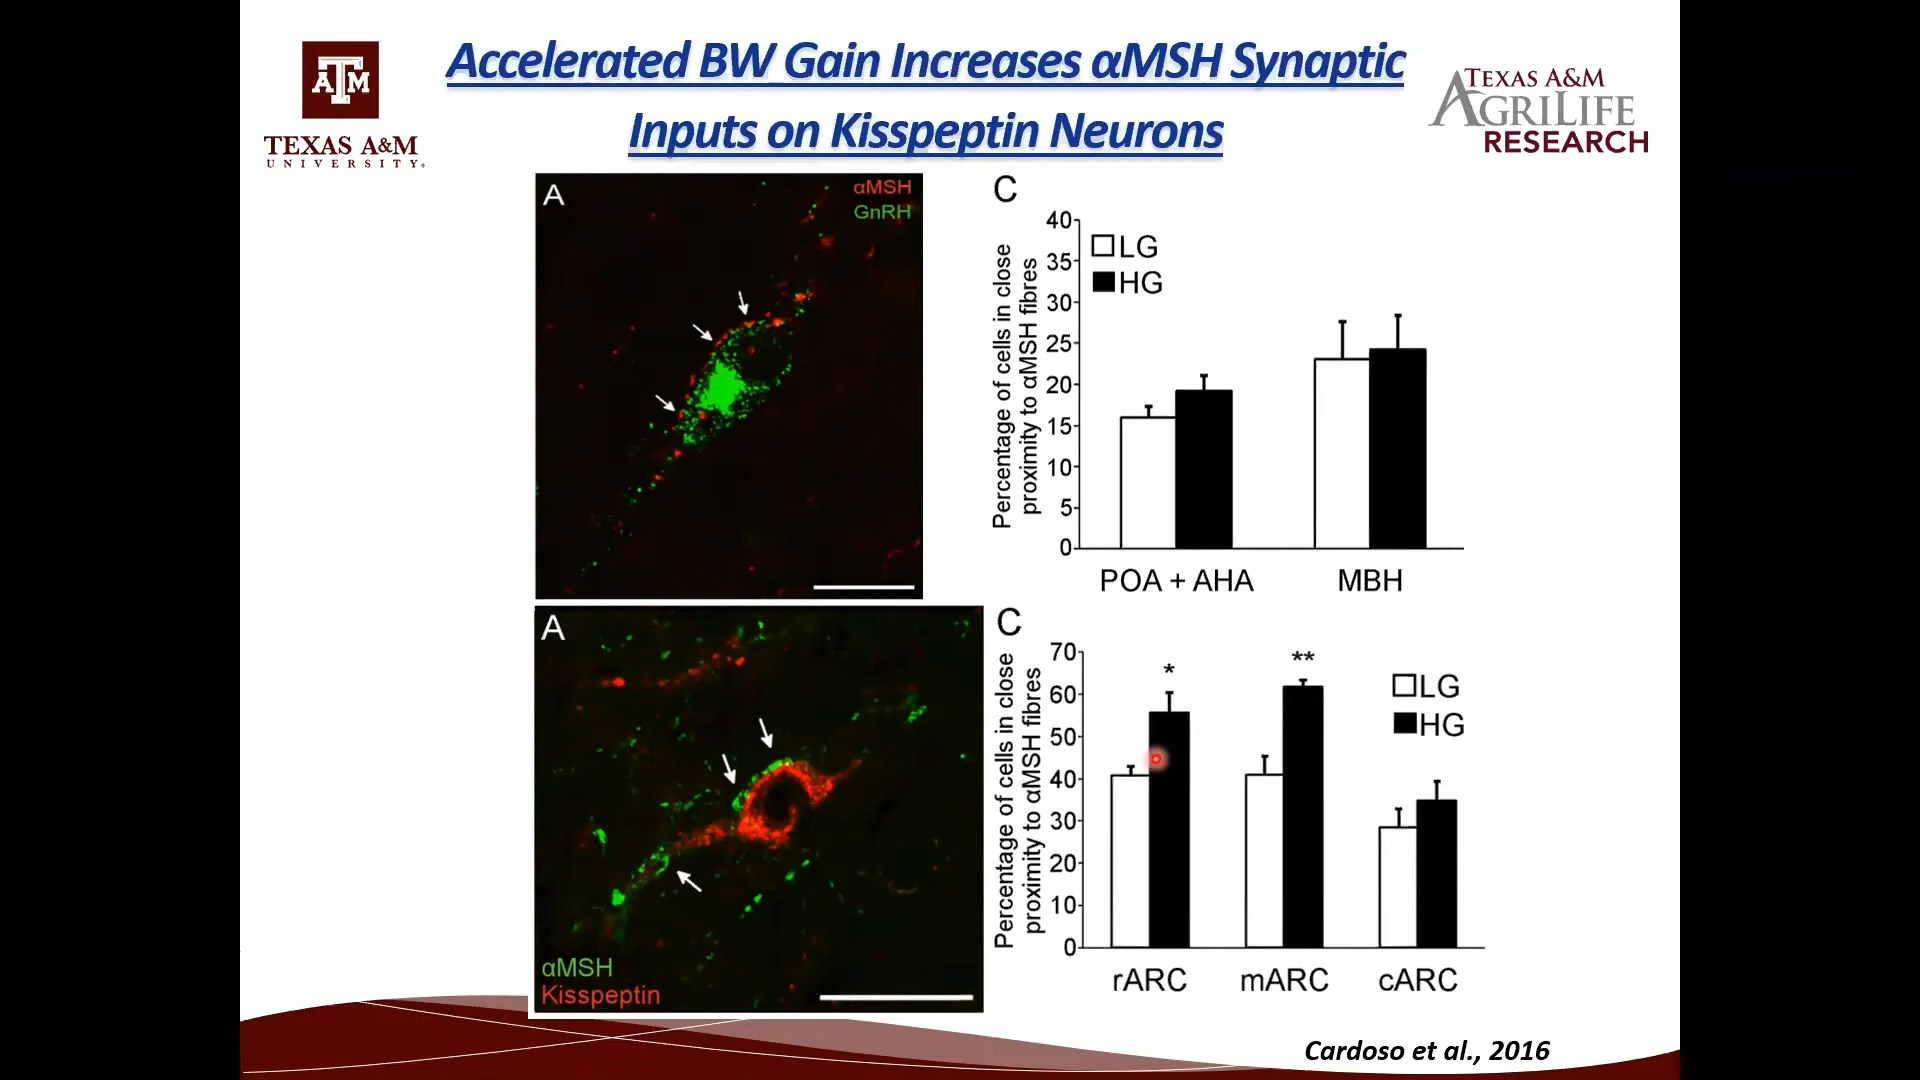 Accelerated BW Gain Increases αMSH Synaptic
Inputs on Kisspeptin Neurons
ATM
TEXAS A&M
UNIVERSITY®
TEXAS A&M
AGRILIFE
RESEARCH
A
αMSH
GnRH
C
Percentage of cells in close
proximity to αMSH fibres
40
35
30
25
20
15
10
5
0
LG
HG
POA + AHA
MBH
A
αMSH
Kisspeptin
C
Percentage of cells in close
proximity to αMSH fibres
70
60
50
40
30
20
10
0
*
**
LG
HG
rARC
mARC
cARC
Cardoso et al., 2016